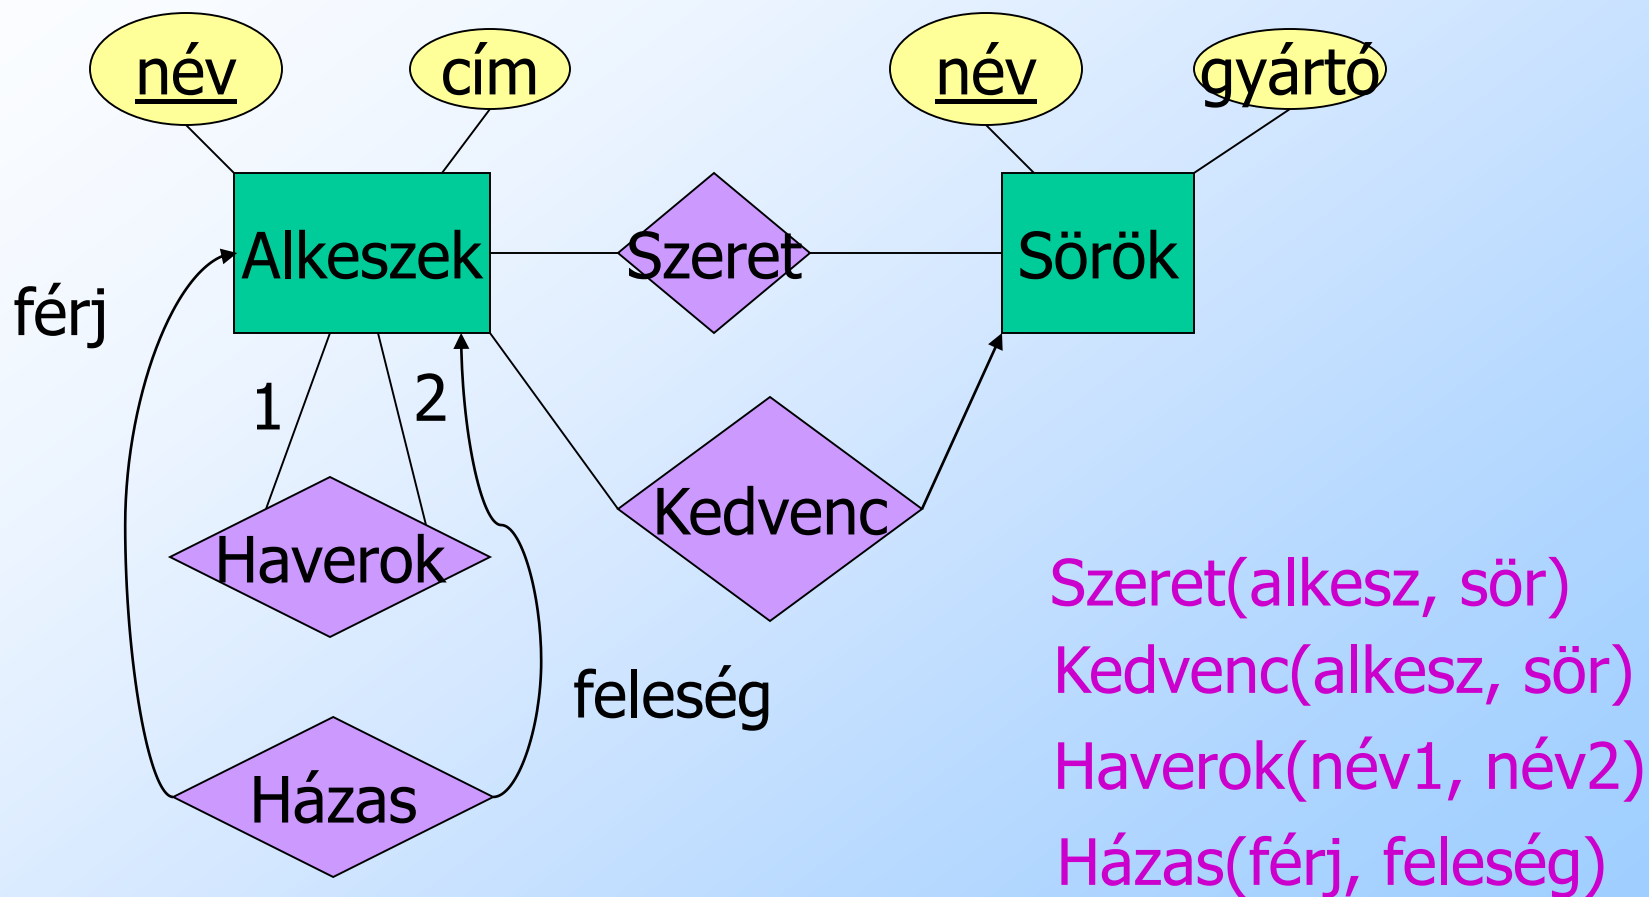 név
cím
név
gyártó
Alkeszek
Szeret
Sörök
férj
1
2
Kedvenc
Haverok
feleség
Házas
Szeret(alkesz, sör)
Kedvenc(alkesz, sör)
Haverok(név1, név2)
Házas(férj, feleség)